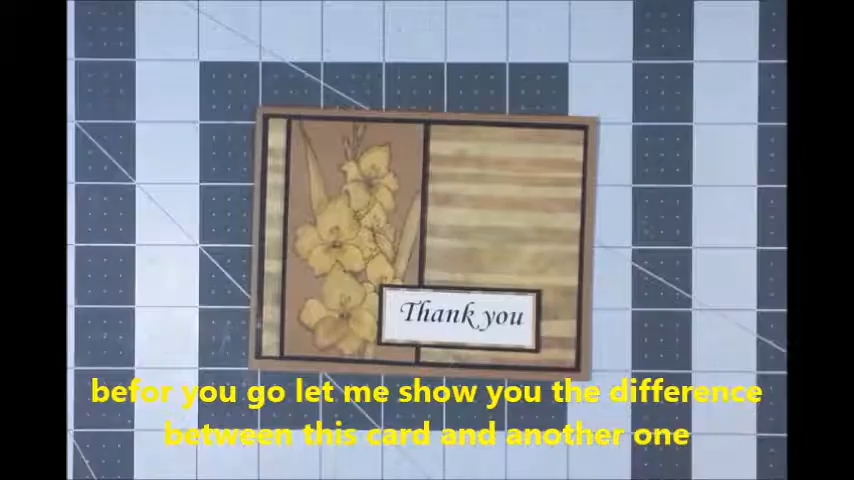 Thank you
befor you go let me show you the difference
between this card and another one